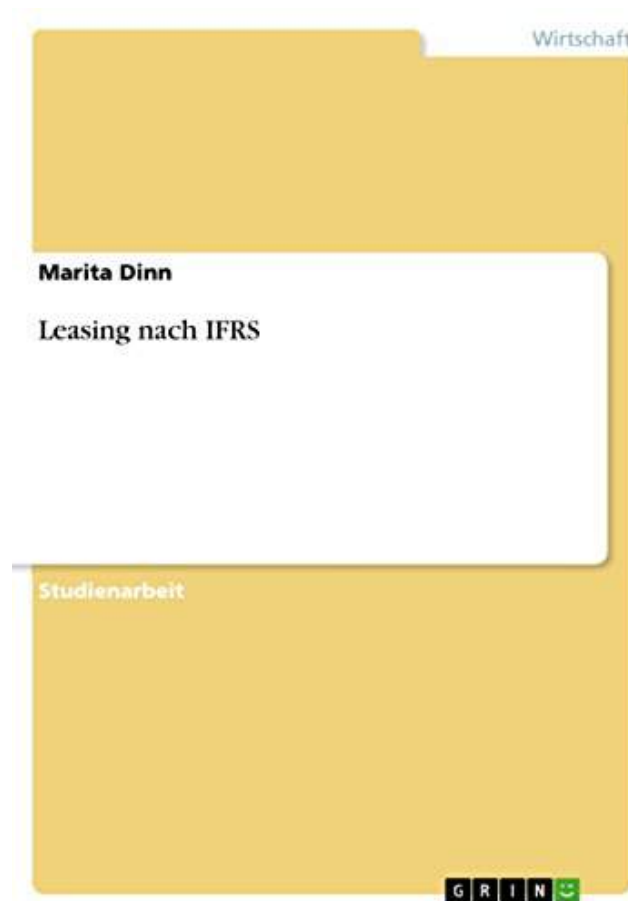 Wirtschaft
Marita Dinn
Leasing nach IFRS
Studienarbeit
GRIN